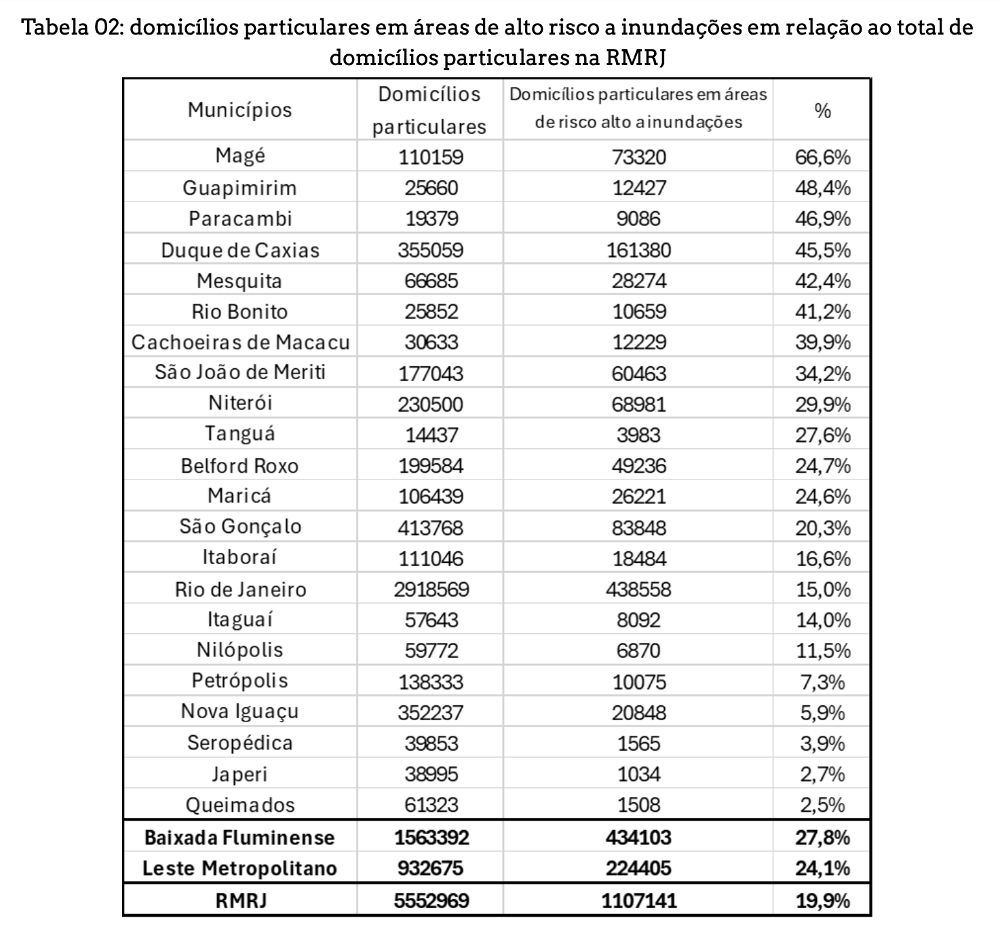 Tabela 02: domicílios particulares em áreas de alto risco a inundações em relação ao total de
domicílios particulares na RMRJ
Municípios Domicílios particulares Domicílios particulares em áreas de risco alto a inundações %
Magé 110159 73320 66,6%
Guapimirim 25660 12427 48,4%
Paracambi 19379 9086 46,9%
Duque de Caxias 355059 161380 45,5%
Mesquita 66685 28274 42,4%
Rio Bonito 25852 10659 41,2%
Cachoeiras de Macacu 30633 12229 39,9%
São João de Meriti 177043 60463 34,2%
Niterói 230500 68981 29,9%
Tanguá 14437 3983 27,6%
Belford Roxo 199584 49236 24,7%
Maricá 106439 26221 24,6%
São Gonçalo 413768 83848 20,3%
Itaboraí 111046 18484 16,6%
Rio de Janeiro 2918569 438558 15,0%
Itaguaí 57643 8092 14,0%
Nilópolis 59772 6870 11,5%
Petrópolis 138333 10075 7,3%
Nova Iguaçu 352237 20848 5,9%
Seropédica 39853 1565 3,9%
Japeri 38995 1034 2,7%
Queimados 61323 1508 2,5%
Baixada Fluminense 1563392 434103 27,8%
Leste Metropolitano 932675 224405 24,1%
RMRJ 5552969 1107141 19,9%